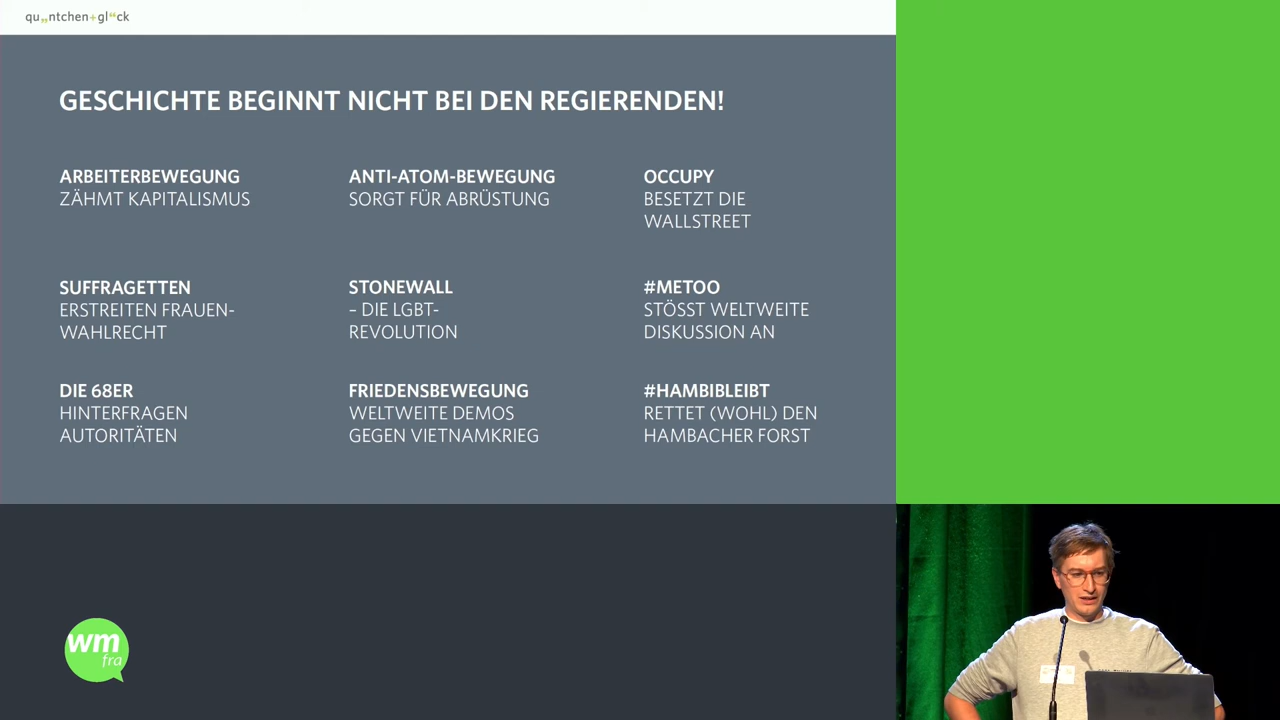 qu„ntchen+gl“ck
GESCHICHTE BEGINNT NICHT BEI DEN REGIERENDEN!
ARBEITERBEWEGUNG
ZÄHMT KAPITALISMUS
ANTI-ATOM-BEWEGUNG
SORGT FÜR ABRÜSTUNG
OCCUPY
BESETZT DIE
WALLSTREET
SUFFRAGETTEN
ERSTREITEN FRAUEN-
WAHLRECHT
STONEWALL
– DIE LGBT-
REVOLUTION
#METOO
STÖSST WELTWEITE
DISKUSSION AN
DIE 68ER
HINTERFRAGEN
AUTORITÄTEN
FRIEDENSBEWEGUNG
WELTWEITE DEMOS
GEGEN VIETNAMKRIEG
#HAMBIBLEIBT
RETTET (WOHL) DEN
HAMBACHER FORST
wm
fra